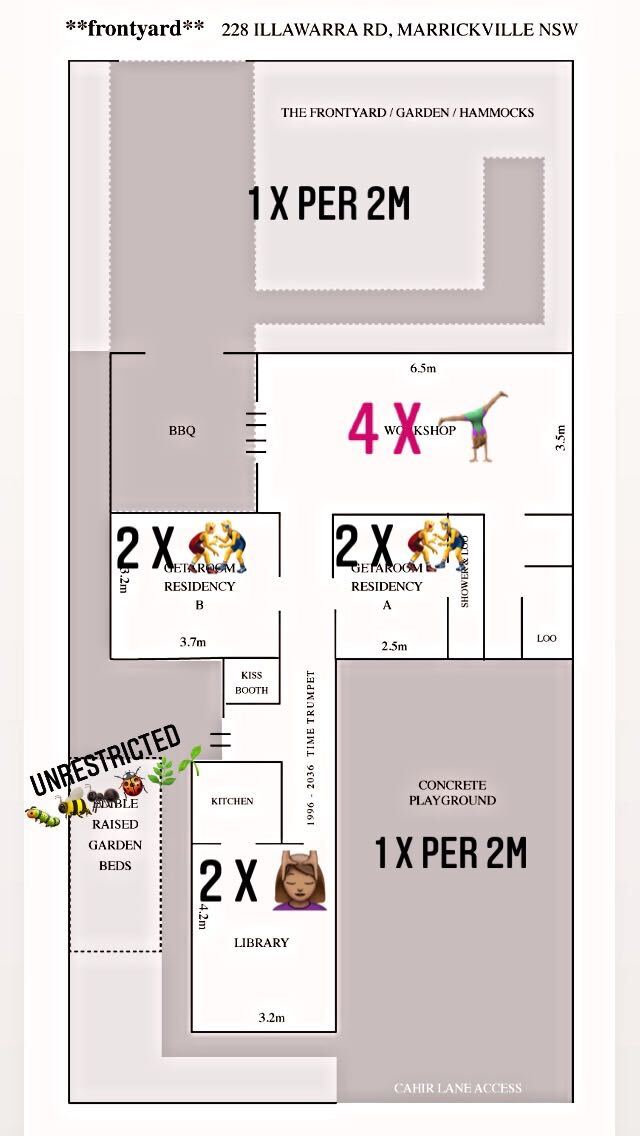 **frontyard** 228 ILLAWARRA RD, MARRICKVILLE NSW
THE FRONTYARD / GARDEN / HAMMOCKS
1 X PER 2M
6.5m
BBQ
4 X
WORKSHOP
3.5m
2 X
GETAROOM
RESIDENCY
B
3.2m
3.7m
2 X
GETAROOM
RESIDENCY
A
2.5m
SHOWER & LOO
LOO
KISS
BOOTH
1996 - 2036 TIME TRUMPET
UNRESTRICTED
EDIBLE
RAISED
GARDEN
BEDS
KITCHEN
CONCRETE
PLAYGROUND
1 X PER 2M
2 X
4.2m
LIBRARY
3.2m
CAHIR LANE ACCESS